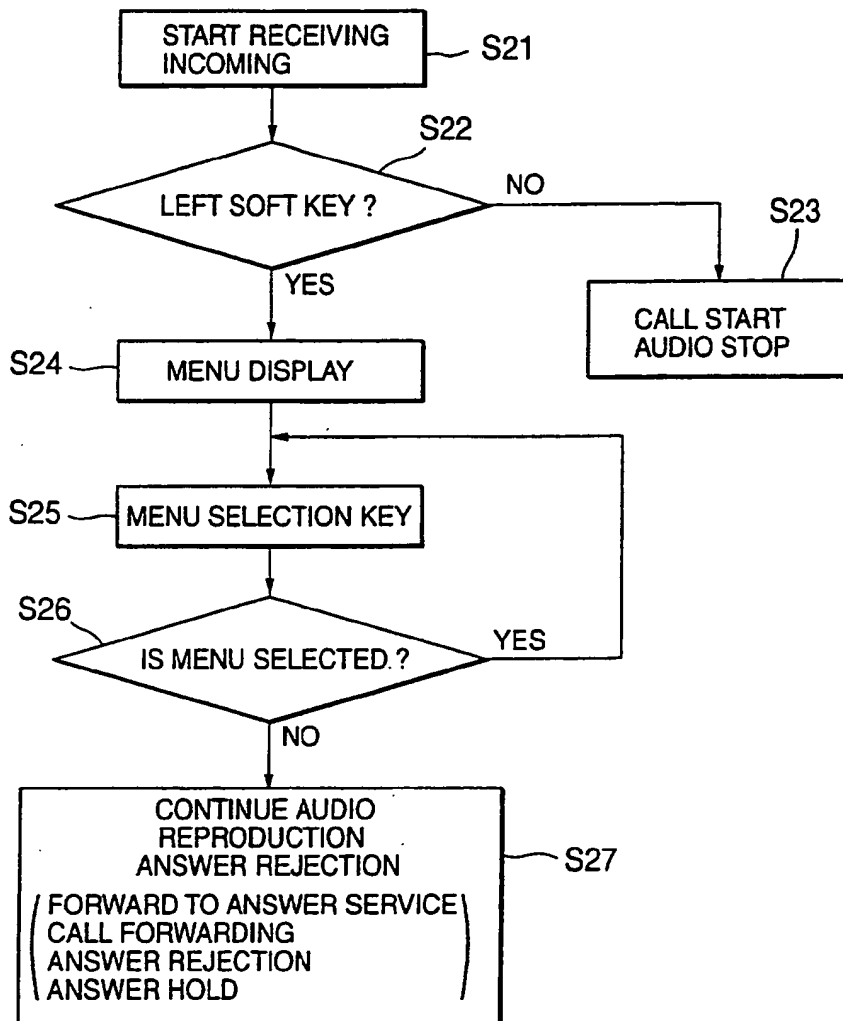 START RECEIVING
INCOMING
S21
S22
LEFT SOFT KEY ?
NO
S23
YES
CALL START
AUDIO STOP
S24
MENU DISPLAY
S25
MENU SELECTION KEY
S26
IS MENU SELECTED.?
YES
NO
CONTINUE AUDIO
REPRODUCTION
ANSWER REJECTION
S27
FORWARD TO ANSWER SERVICE
CALL FORWARDING
ANSWER REJECTION
ANSWER HOLD